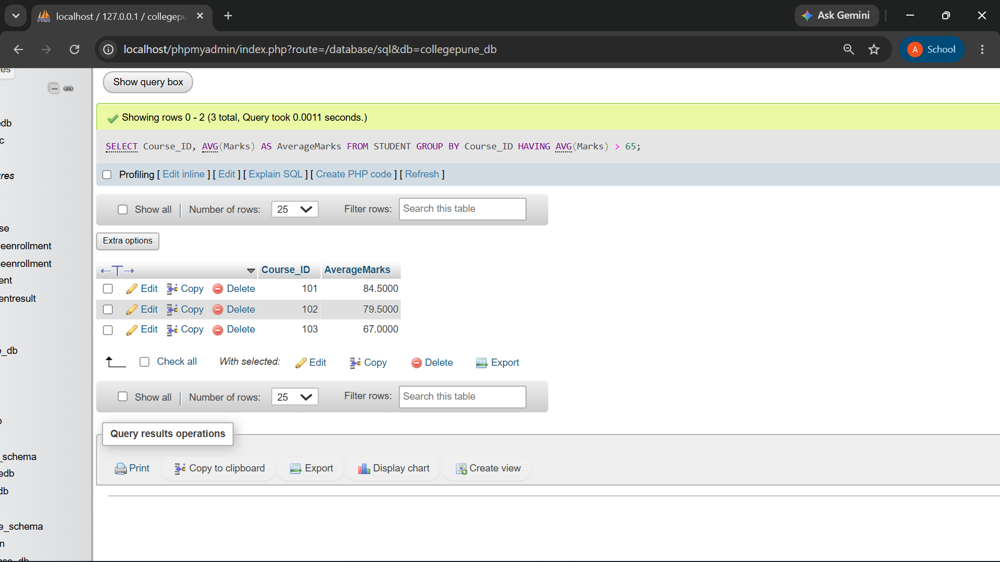 localhost / 127.0.0.1 / collegepu
Ask Gemini
localhost/phpmyadmin/index.php?route=/database/sql&db=collegepune_db
A School
es
db
c
res
se
eenrollment
eenrollment
ent
entresult
_db
_schema
edb
db
e_schema
n
Show query box
Showing rows 0 - 2 (3 total, Query took 0.0011 seconds.)
SELECT Course_ID, AVG(Marks) AS AverageMarks FROM STUDENT GROUP BY Course_ID HAVING AVG(Marks) > 65;
Profiling [ Edit inline ] [ Edit ] [ Explain SQL ] [ Create PHP code ] [ Refresh ]
Show all Number of rows: 25 Filter rows: Search this table
Extra options
Course_ID AverageMarks
Edit Copy Delete 101 84.5000
Edit Copy Delete 102 79.5000
Edit Copy Delete 103 67.0000
Check all With selected: Edit Copy Delete Export
Show all Number of rows: 25 Filter rows: Search this table
Query results operations
Print Copy to clipboard Export Display chart Create view